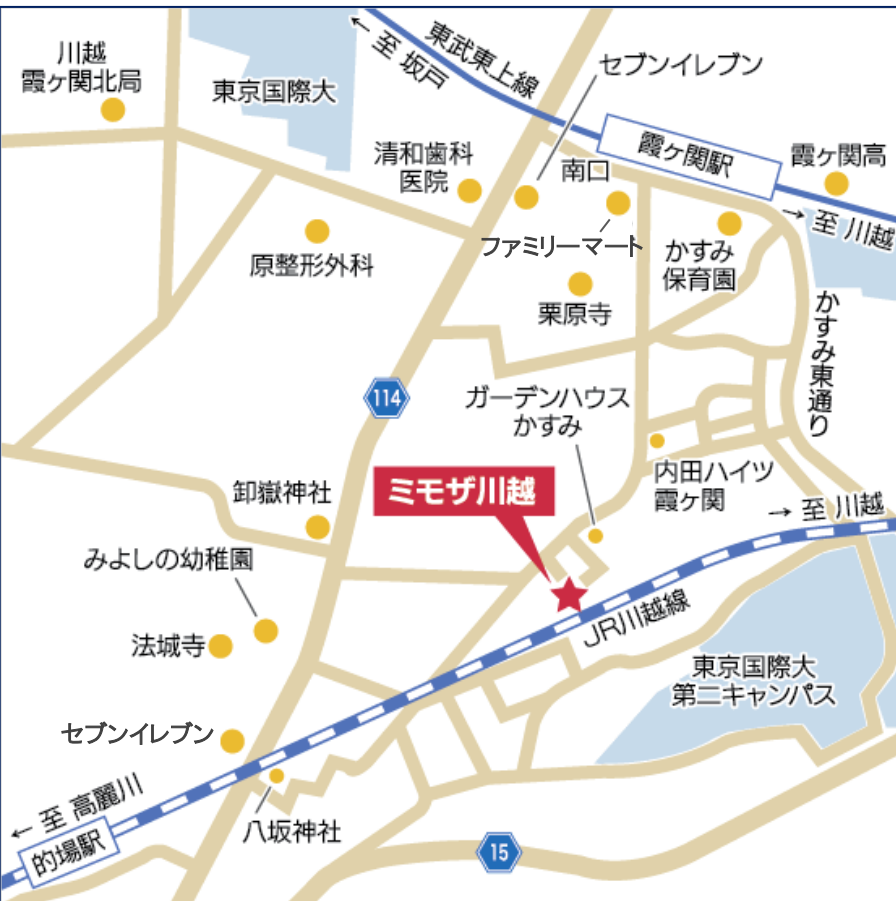 川越
霞ヶ関北局
東京国際大
← 至 坂戸
東武東上線
セブンイレブン
清和歯科
医院
南口
霞ヶ関駅
霞ヶ関高
→ 至 川越
原整形外科
ファミリーマート
かすみ
保育園
栗原寺
かすみ東通り
114
ガーデンハウス
かすみ
ミモザ川越
内田ハイツ
霞ヶ関
卸嶽神社
→ 至 川越
みよしの幼稚園
法城寺
JR川越線
東京国際大
第二キャンパス
セブンイレブン
← 至 高麗川
八坂神社
的場駅
15